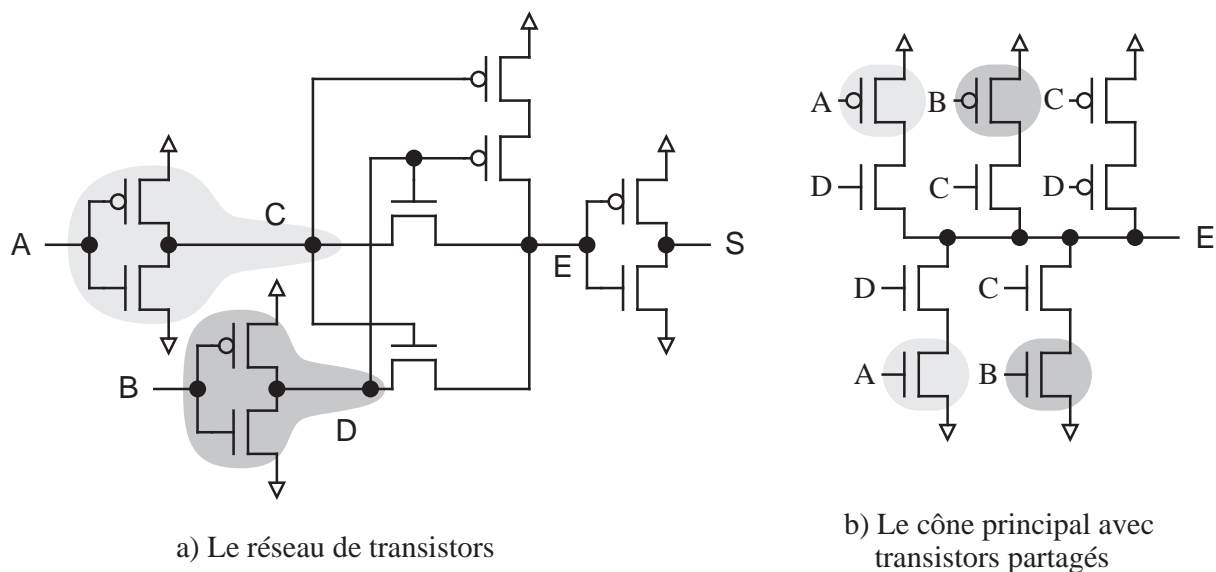 A
B
C
D
E
S
a) Le réseau de transistors
A
B
C
D
C
D
E
D
C
A
B
b) Le cône principal avec
transistors partagés